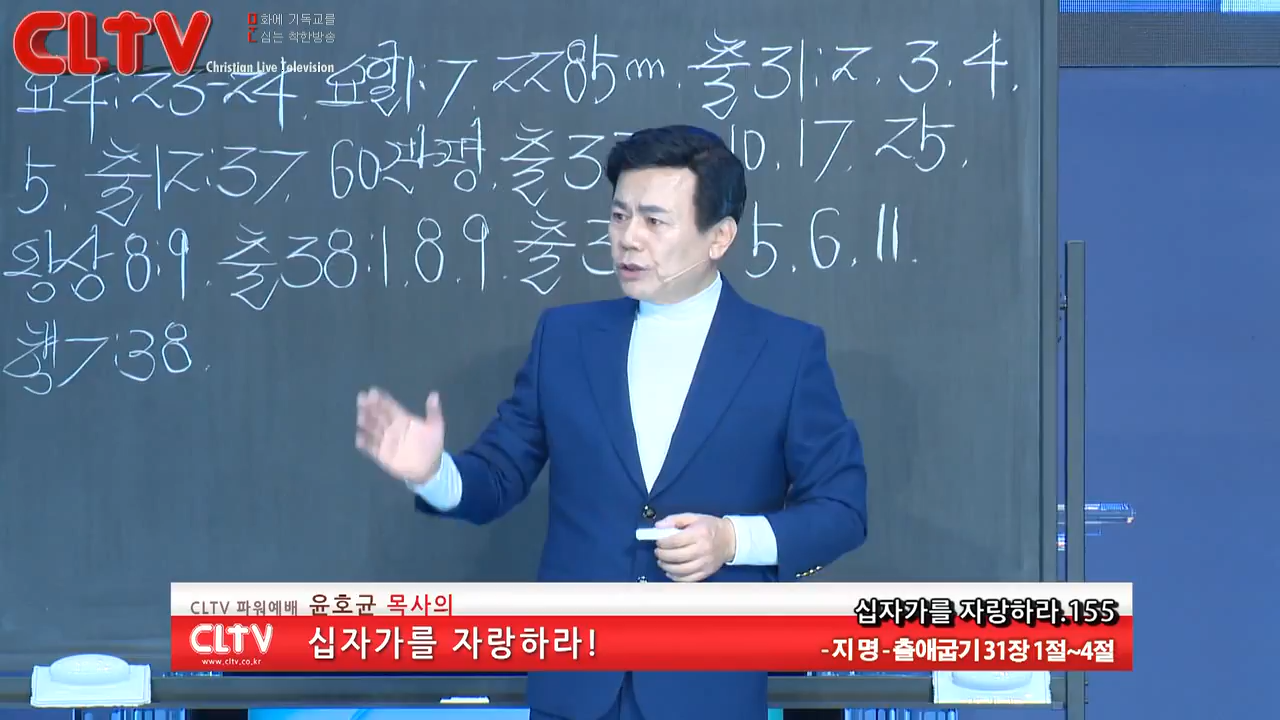 CLTV
문화에 기독교를
심는 착한방송
Christian Live Television
요4:23-24. 요한1:7. 2285m. 출31:2. 3. 4.
5. 출12:37. 60만평. 출3 10. 17. 25.
왕상8:9. 출38:1. 8. 9. 출3 5. 6. 11.
행7:38.
CLTV 파워예배 윤호균 목사의
십자가를 자랑하라.155
CLTV
www.cltv.co.kr
십자가를 자랑하라!
- 지 명 - 출애굽기 31장 1절~4절